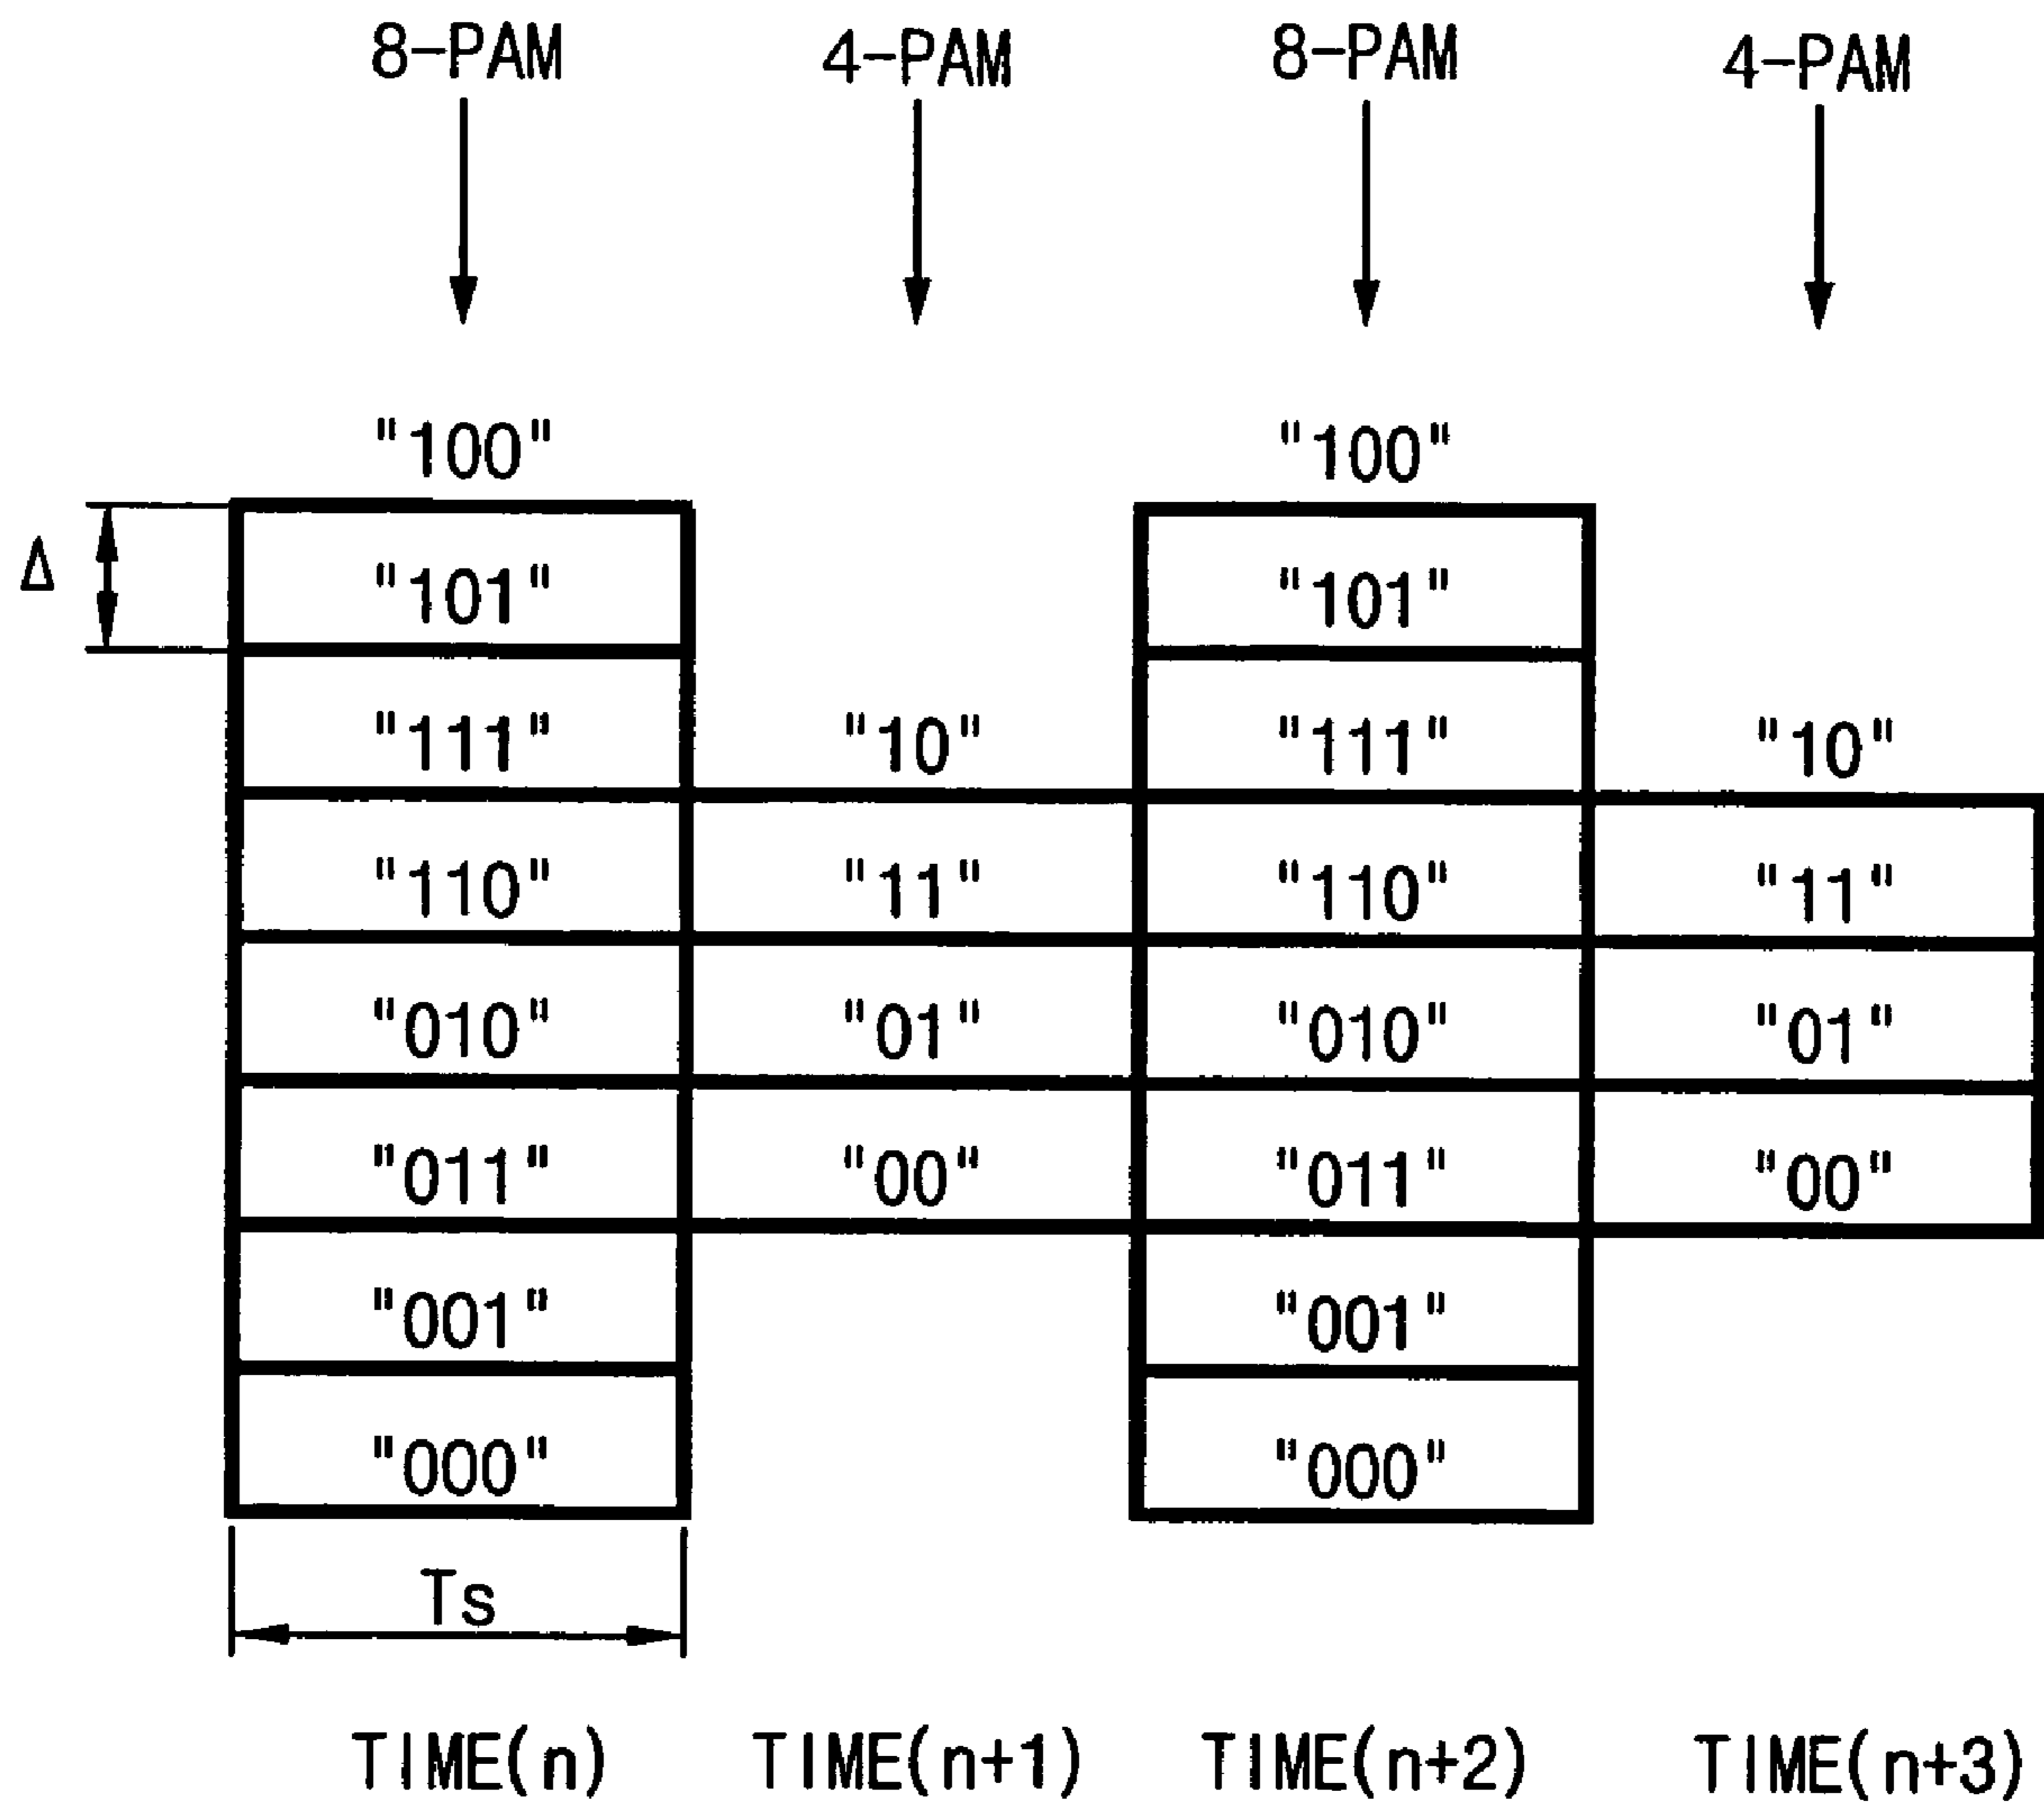 8-PAM 4-PAM 8-PAM 4-PAM
"100" "100"
Δ "101" "101"
"111" "10" "111" "10"
"110" "11" "110" "11"
"010" "01" "010" "01"
"011" "00" "011" "00"
"001" "001"
"000" "000"
Ts
TIME(n) TIME(n+1) TIME(n+2) TIME(n+3)